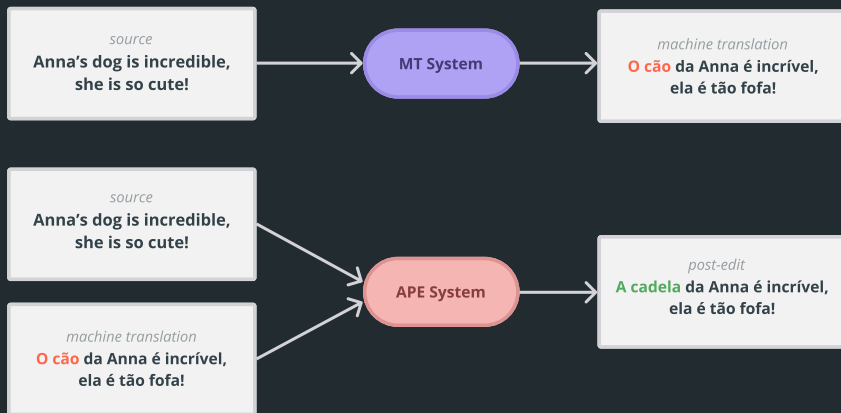 source
Anna’s dog is incredible,
she is so cute!
MT System
machine translation
O cão da Anna é incrível,
ela é tão fofa!
source
Anna’s dog is incredible,
she is so cute!
machine translation
O cão da Anna é incrível,
ela é tão fofa!
APE System
post-edit
A cadela da Anna é incrível,
ela é tão fofa!